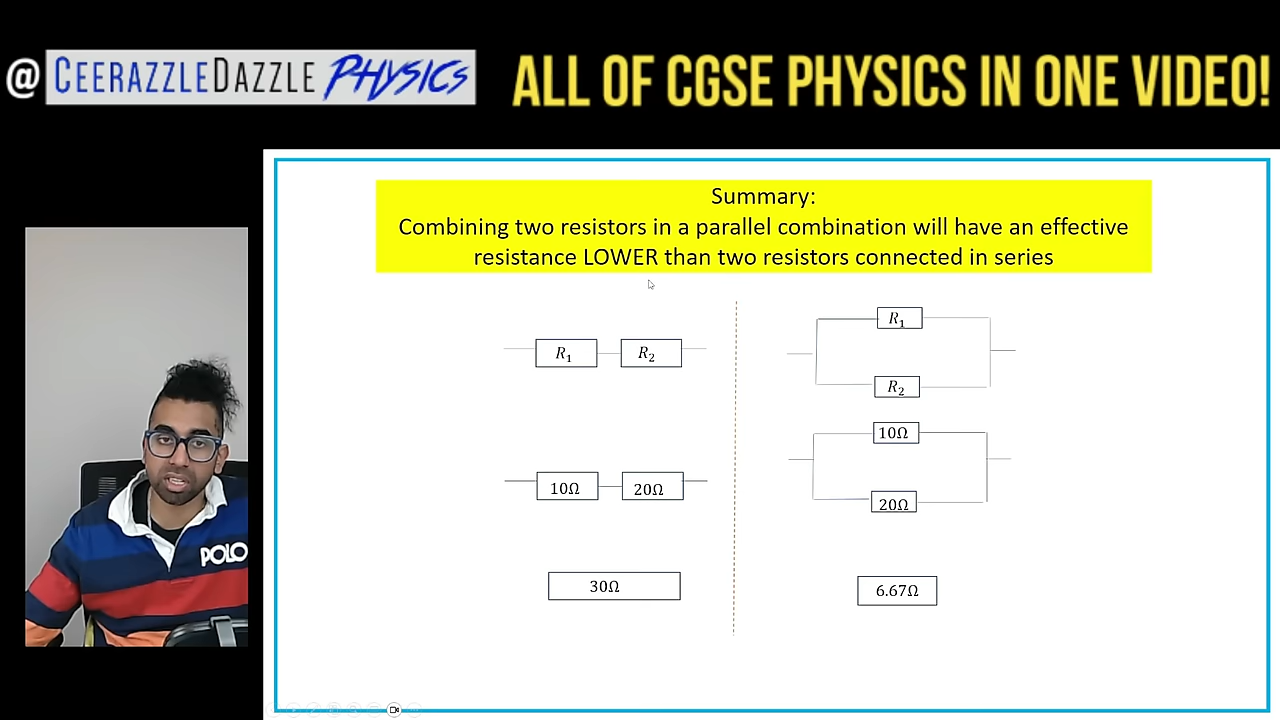 @ CEERAZZLEDAZZLE PHYSICS
ALL OF CGSE PHYSICS IN ONE VIDEO!
Summary:
Combining two resistors in a parallel combination will have an effective
resistance LOWER than two resistors connected in series
R₁ R₂
R₁
R₂
10Ω 20Ω
10Ω
20Ω
30Ω
6.67Ω
POLO